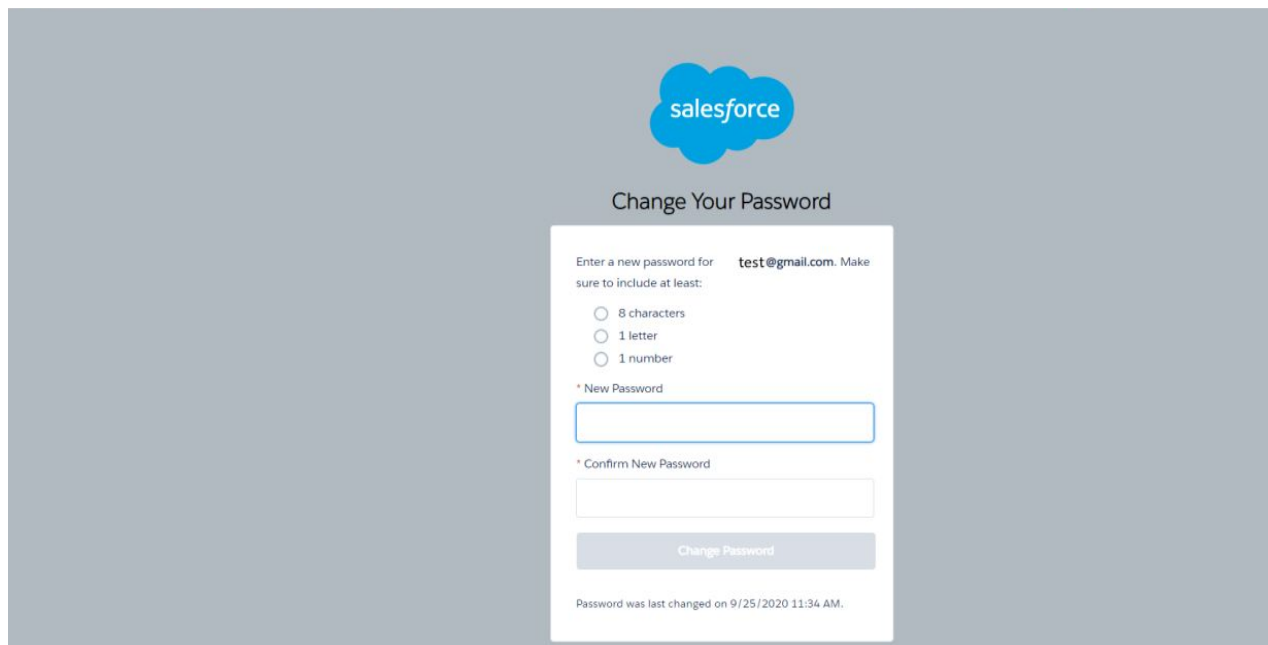 salesforce
Change Your Password
Enter a new password for test@gmail.com. Make
sure to include at least:
8 characters
1 letter
1 number
* New Password
* Confirm New Password
Change Password
Password was last changed on 9/25/2020 11:34 AM.